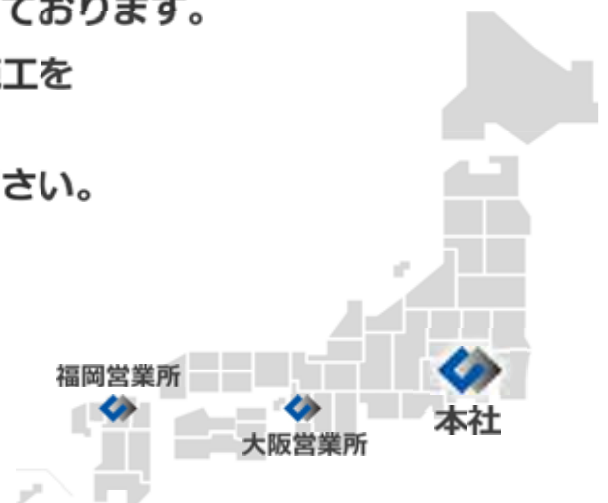 ております。
工を
さい。
福岡営業所
本社
大阪営業所